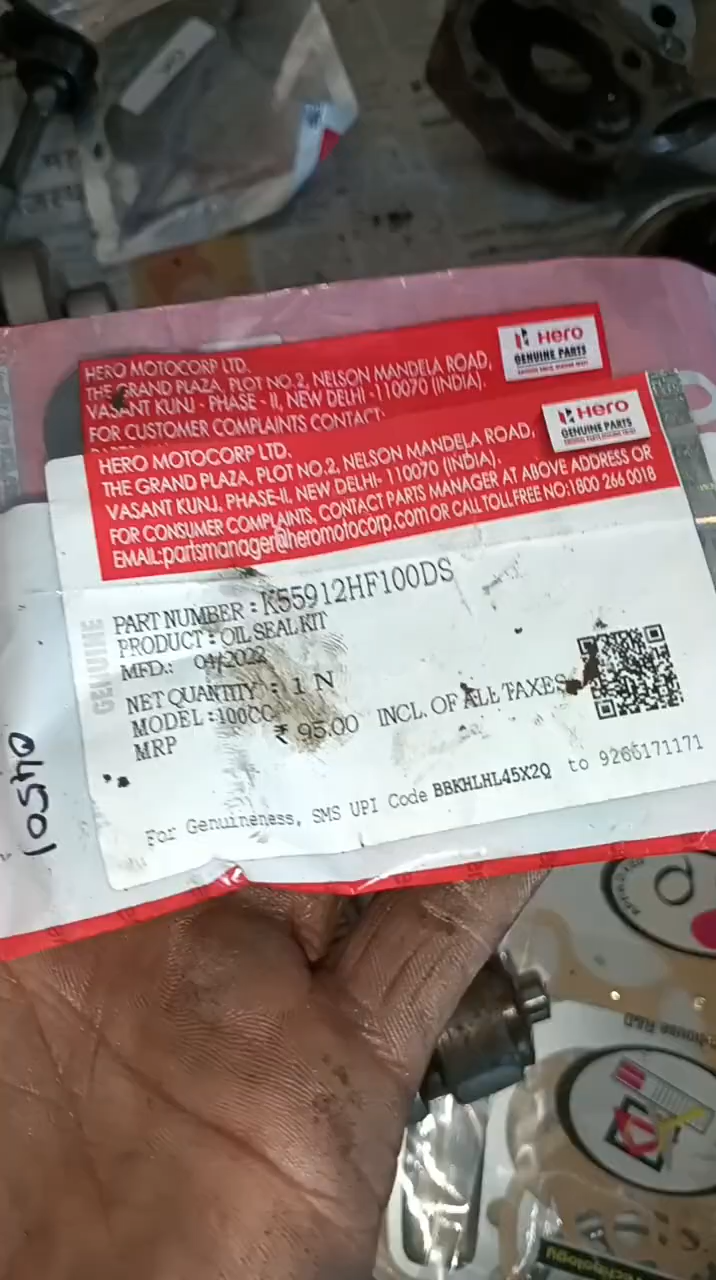 Hero
GENUINE PARTS
HERO MOTOCORP LTD.
THE GRAND PLAZA, PLOT NO.2, NELSON MANDELA ROAD,
VASANT KUNJ - PHASE - II, NEW DELHI -110070 (INDIA).
FOR CUSTOMER COMPLAINTS CONTACT:
Hero
GENUINE PARTS
HERO MOTOCORP LTD.
THE GRAND PLAZA, PLOT NO.2, NELSON MANDELA ROAD,
VASANT KUNJ, PHASE-II, NEW DELHI- 110070 (INDIA).
FOR CONSUMER COMPLAINTS, CONTACT PARTS MANAGER AT ABOVE ADDRESS OR
EMAIL:partsmanager@heromotocorp.com OR CALL TOLLFREE NO:1800 266 0018
GENUINE
PART NUMBER : K55912HF100DS
PRODUCT : OIL SEAL KIT
MFD.: 04/2022
NET QUANTITY : 1 N
MODEL :100CC
MRP ₹ 95.00 INCL. OF ALL TAXES
For Genuineness, SMS UPI Code BBKHLHL45X2Q to 9266171171